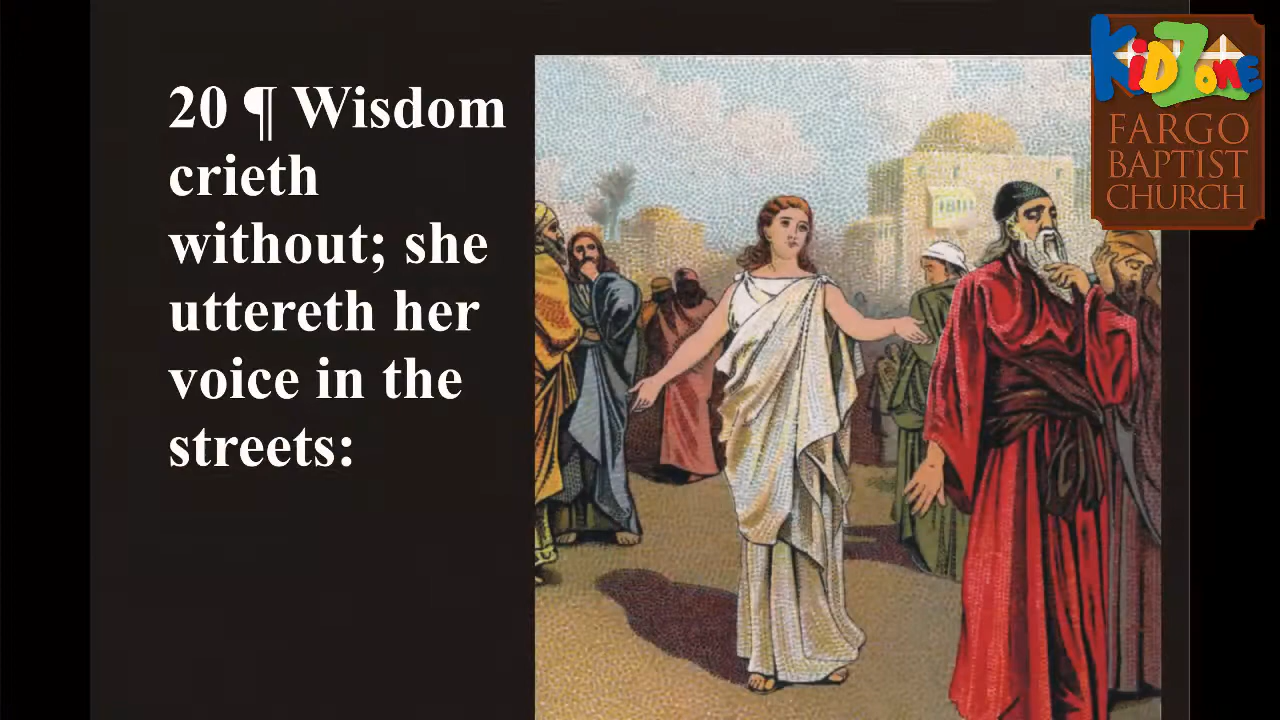 20 ¶ Wisdom
crieth
without; she
uttereth her
voice in the
streets:
KidZone
FARGO
BAPTIST
CHURCH